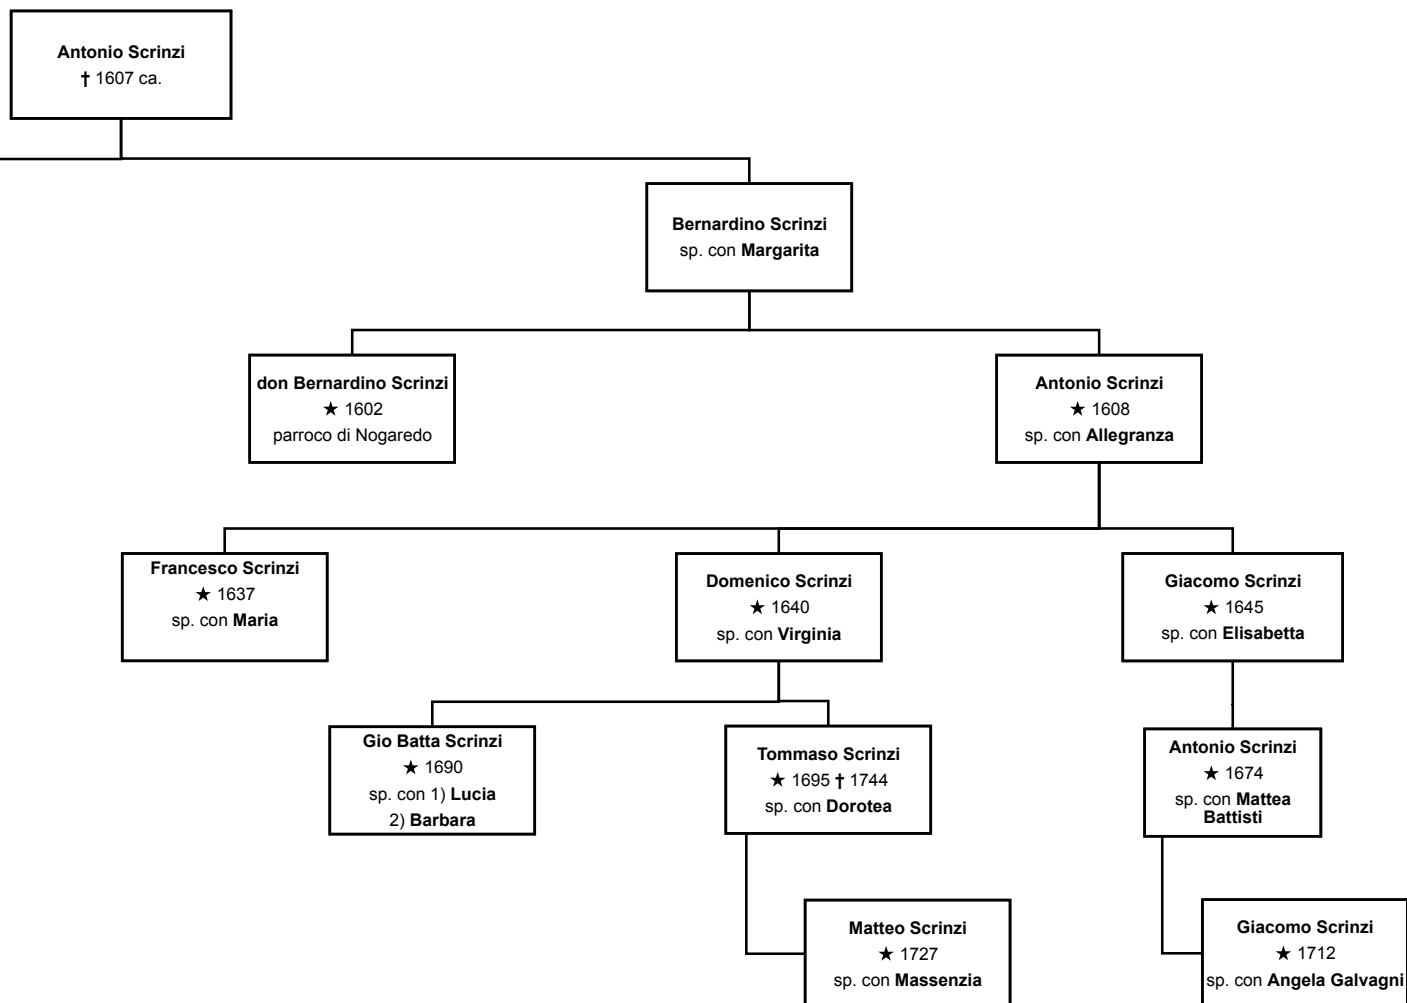 Antonio Scrinzi
† 1607 ca.
Bernardino Scrinzi
sp. con Margarita
don Bernardino Scrinzi
★ 1602
parroco di Nogaredo
Antonio Scrinzi
★ 1608
sp. con Allegranza
Francesco Scrinzi
★ 1637
sp. con Maria
Domenico Scrinzi
★ 1640
sp. con Virginia
Giacomo Scrinzi
★ 1645
sp. con Elisabetta
Gio Batta Scrinzi
★ 1690
sp. con 1) Lucia
2) Barbara
Tommaso Scrinzi
★ 1695 † 1744
sp. con Dorotea
Antonio Scrinzi
★ 1674
sp. con Mattea
Battisti
Matteo Scrinzi
★ 1727
sp. con Massenzia
Giacomo Scrinzi
★ 1712
sp. con Angela Galvagni